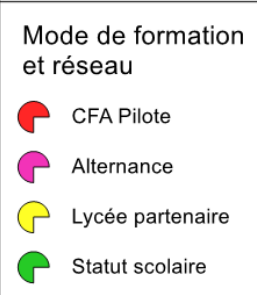 Mode de formation
et réseau
CFA Pilote
Alternance
Lycée partenaire
Statut scolaire